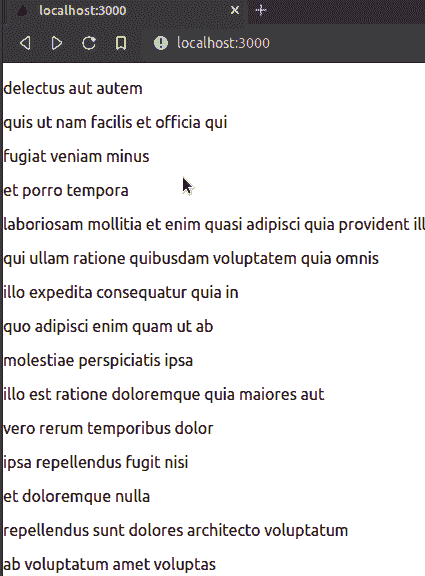 localhost:3000
localhost:3000
delectus aut autem
quis ut nam facilis et officia qui
fugiat veniam minus
et porro tempora
laboriosam mollitia et enim quasi adipisci quia provident ill
qui ullam ratione quibusdam voluptatem quia omnis
illo expedita consequatur quia in
quo adipisci enim quam ut ab
molestiae perspiciatis ipsa
illo est ratione doloremque quia maiores aut
vero rerum temporibus dolor
ipsa repellendus fugit nisi
et doloremque nulla
repellendus sunt dolores architecto voluptatum
ab voluptatum amet voluptas